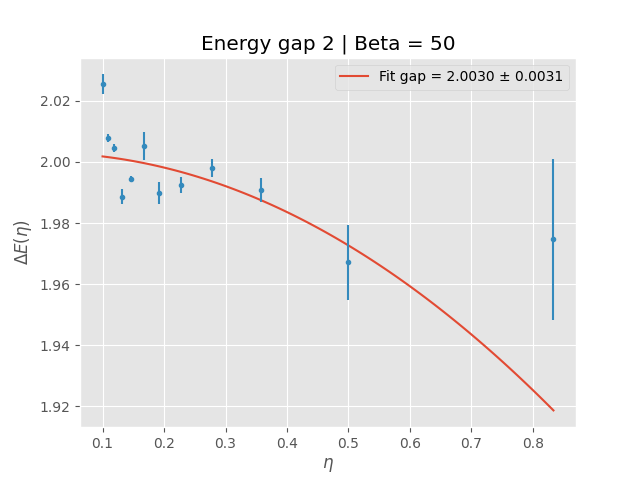 Energy gap 2 | Beta = 50
Fit gap = 2.0030 ± 0.0031
ΔE(η)
2.02
2.00
1.98
1.96
1.94
1.92
0.1 0.2 0.3 0.4 0.5 0.6 0.7 0.8
η